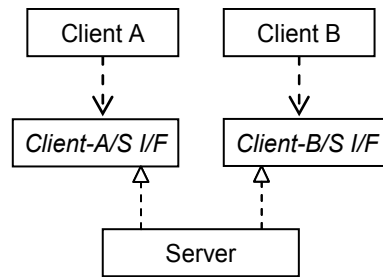 Client A
Client B
Client-A/S I/F
Client-B/S I/F
Server